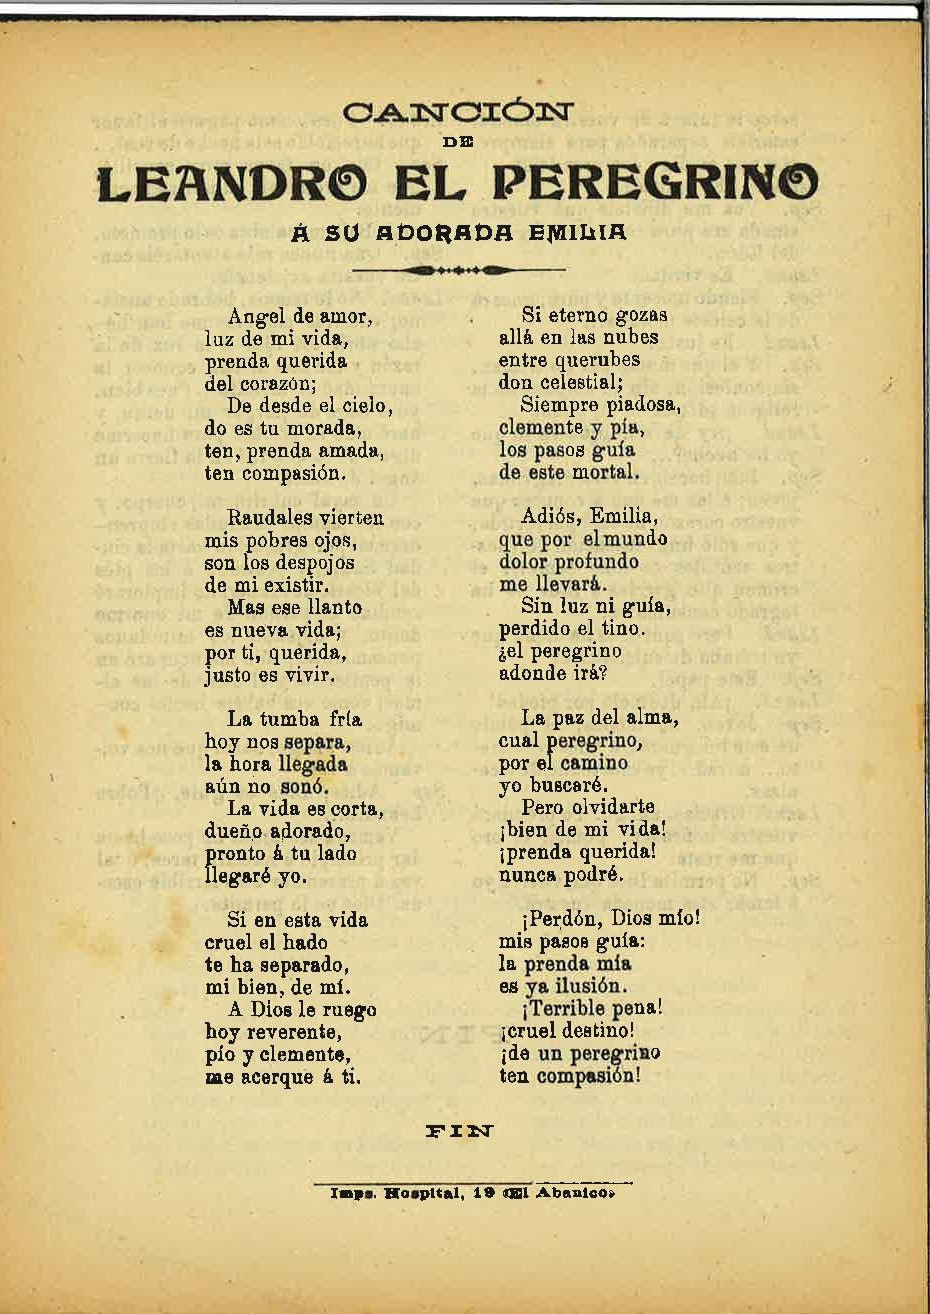 CANCIÓN
DE
LEANDRO EL PEREGRINO
Á SU ADORADA EMILIA
Angel de amor,
luz de mi vida,
prenda querida
del corazón;
De desde el cielo,
do es tu morada,
ten, prenda amada,
ten compasión.
Raudales vierten
mis pobres ojos,
son los despojos
de mi existir.
Mas ese llanto
es nueva vida;
por ti, querida,
justo es vivir.
La tumba fría
hoy nos separa,
la hora llegada
aún no sonó.
La vida es corta,
dueño adorado,
pronto á tu lado
llegaré yo.
Si en esta vida
cruel el hado
te ha separado,
mi bien, de mí.
A Dios le ruego
hoy reverente,
pío y clemente,
me acerque á ti.
Si eterno gozas
allá en las nubes
entre querubes
don celestial;
Siempre piadosa,
clemente y pía,
los pasos guía
de este mortal.
Adiós, Emilia,
que por el mundo
dolor profundo
me llevará.
Sin luz ni guía,
perdido el tino.
¿el peregrino
adonde irá?
La paz del alma,
cual peregrino,
por el camino
yo buscaré.
Pero olvidarte
¡bien de mi vida!
¡prenda querida!
nunca podré.
¡Perdón, Dios mío!
mis pasos guía:
la prenda mía
es ya ilusión.
¡Terrible pena!
¡cruel destino!
¡de un peregrino
ten compasión!
FIN
Imps. Hospital, 19 «El Abanico»